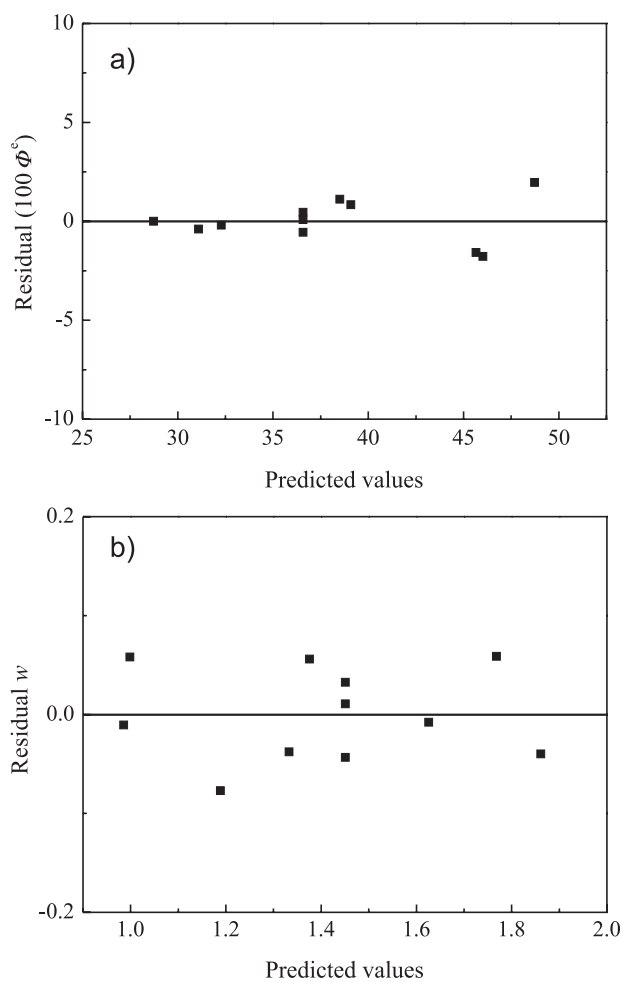 a)
10
5
0
-5
-10
Residual (100 Φᵉ)
25 30 35 40 45 50
Predicted values
b)
0.2
0.0
-0.2
Residual w
1.0 1.2 1.4 1.6 1.8 2.0
Predicted values